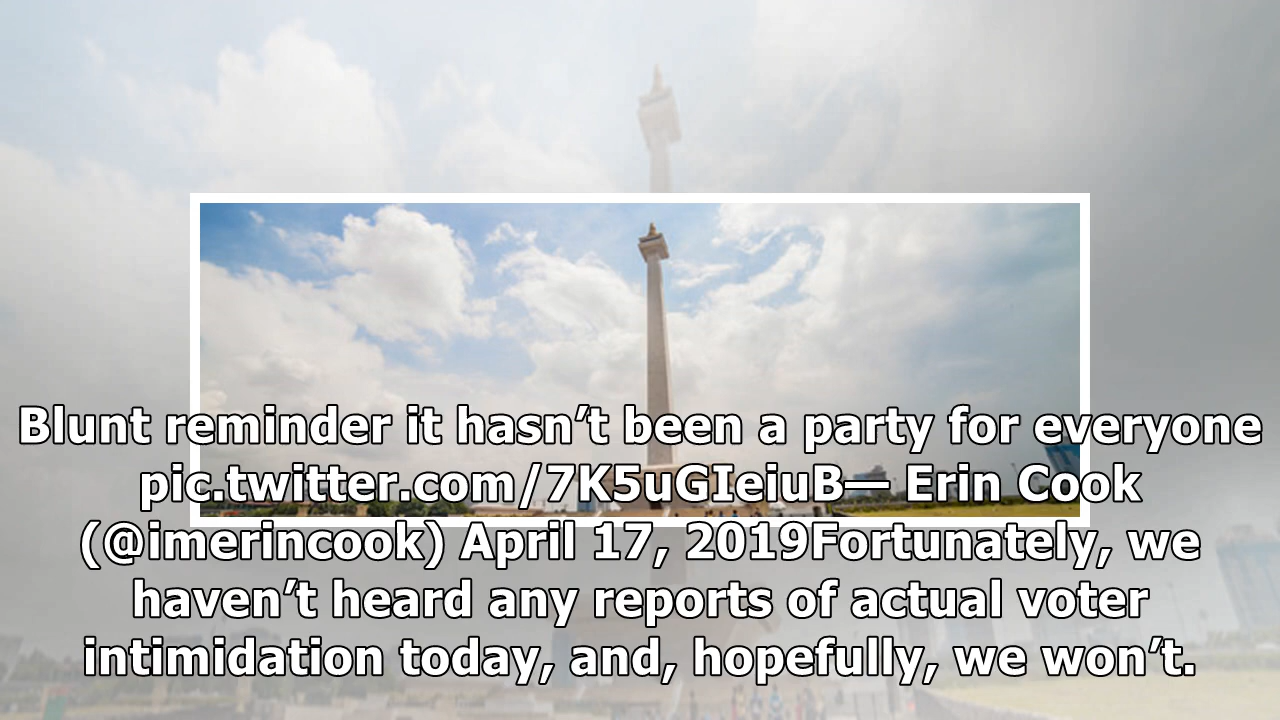 Blunt reminder it hasn’t been a party for everyone
pic.twitter.com/7K5uGIeiuB— Erin Cook
(@imerincook) April 17, 2019Fortunately, we
haven’t heard any reports of actual voter
intimidation today, and, hopefully, we won’t.